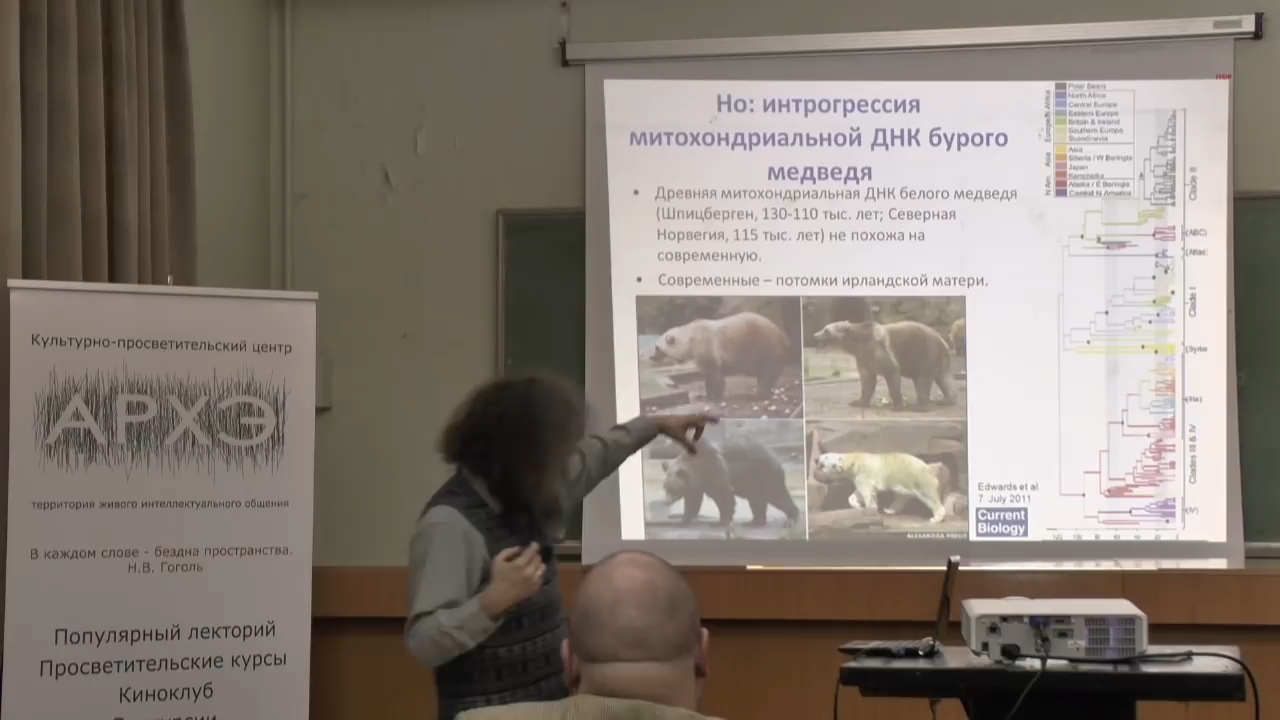 Культурно-просветительский центр
АРХЭ
территория живого интеллектуального общения
В каждом слове - бездна пространства.
Н.В. Гоголь
Популярный лекторий
Просветительские курсы
Киноклуб
Но: интрогрессия
митохондриальной ДНК бурого
медведя
• Древняя митохондриальная ДНК белого медведя
(Шпицберген, 130-110 тыс. лет; Северная
Норвегия, 115 тыс. лет) не похожа на
современную.
• Современные – потомки ирландской матери.
Edwards et al
7 July 2011
Current
Biology
Polar Bears
North Africa
Central Europe
Eastern Europe
Britain & Ireland
Southern Europe
Scandinavia
Asia
Siberia / W Beringia
Japan
Kamchatka
Alaska / E Beringia
Central N America
N Am.
Asia
Clade II
(ABC)
Clade I
Clades III & IV